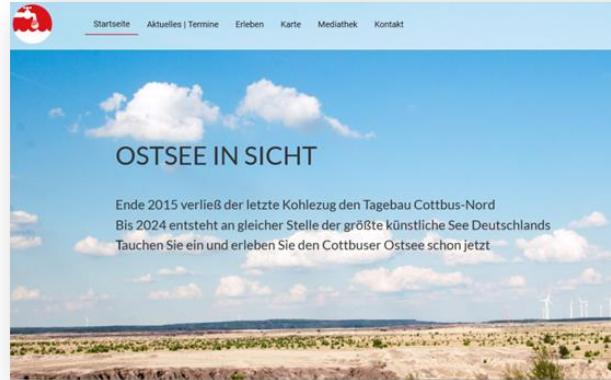 Startseite Aktuelles | Termine Erleben Karte Mediathek Kontakt
OSTSEE IN SICHT
Ende 2015 verließ der letzte Kohlezug den Tagebau Cottbus-Nord
Bis 2024 entsteht an gleicher Stelle der größte künstliche See Deutschlands
Tauchen Sie ein und erleben Sie den Cottbuser Ostsee schon jetzt